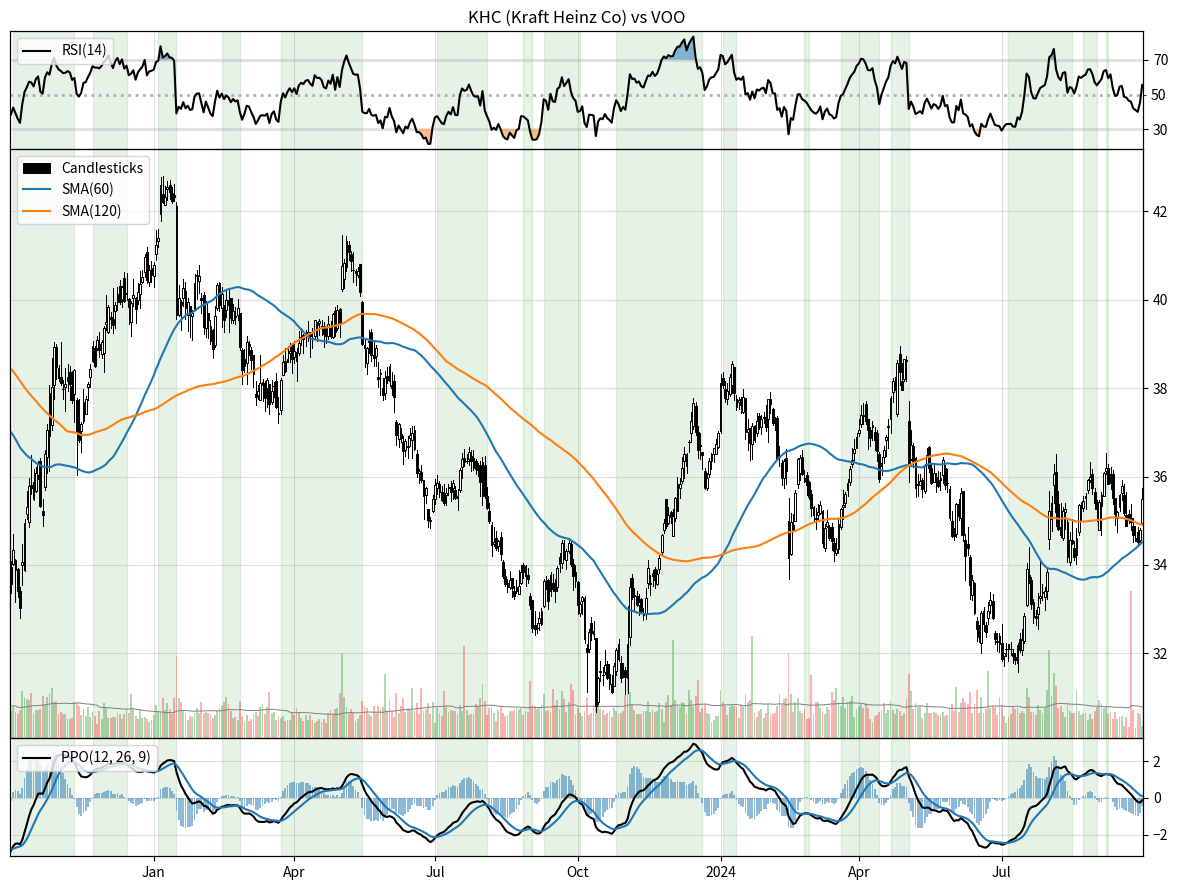 KHC (Kraft Heinz Co) vs VOO
RSI(14)
70
50
30
Candlesticks
SMA(60)
SMA(120)
42
40
38
36
34
32
PPO(12, 26, 9)
2
0
−2
Jan
Apr
Jul
Oct
2024
Apr
Jul